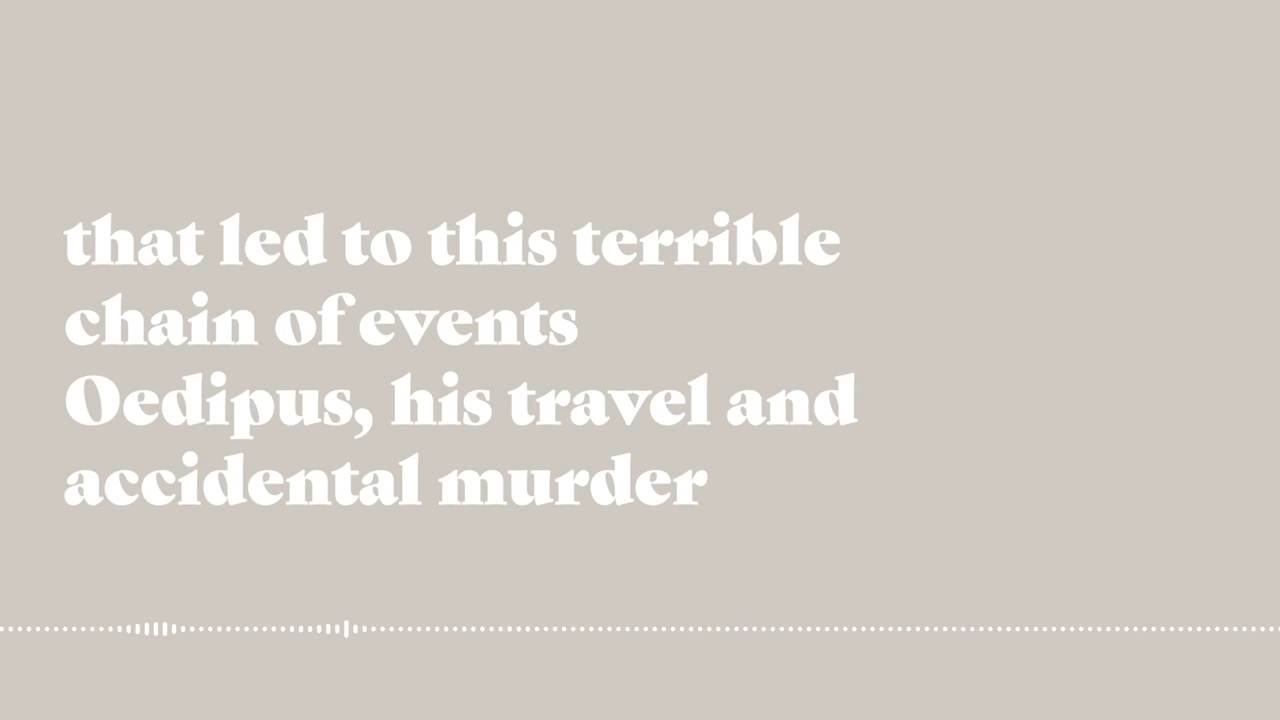 that led to this terrible
chain of events
Oedipus, his travel and
accidental murder